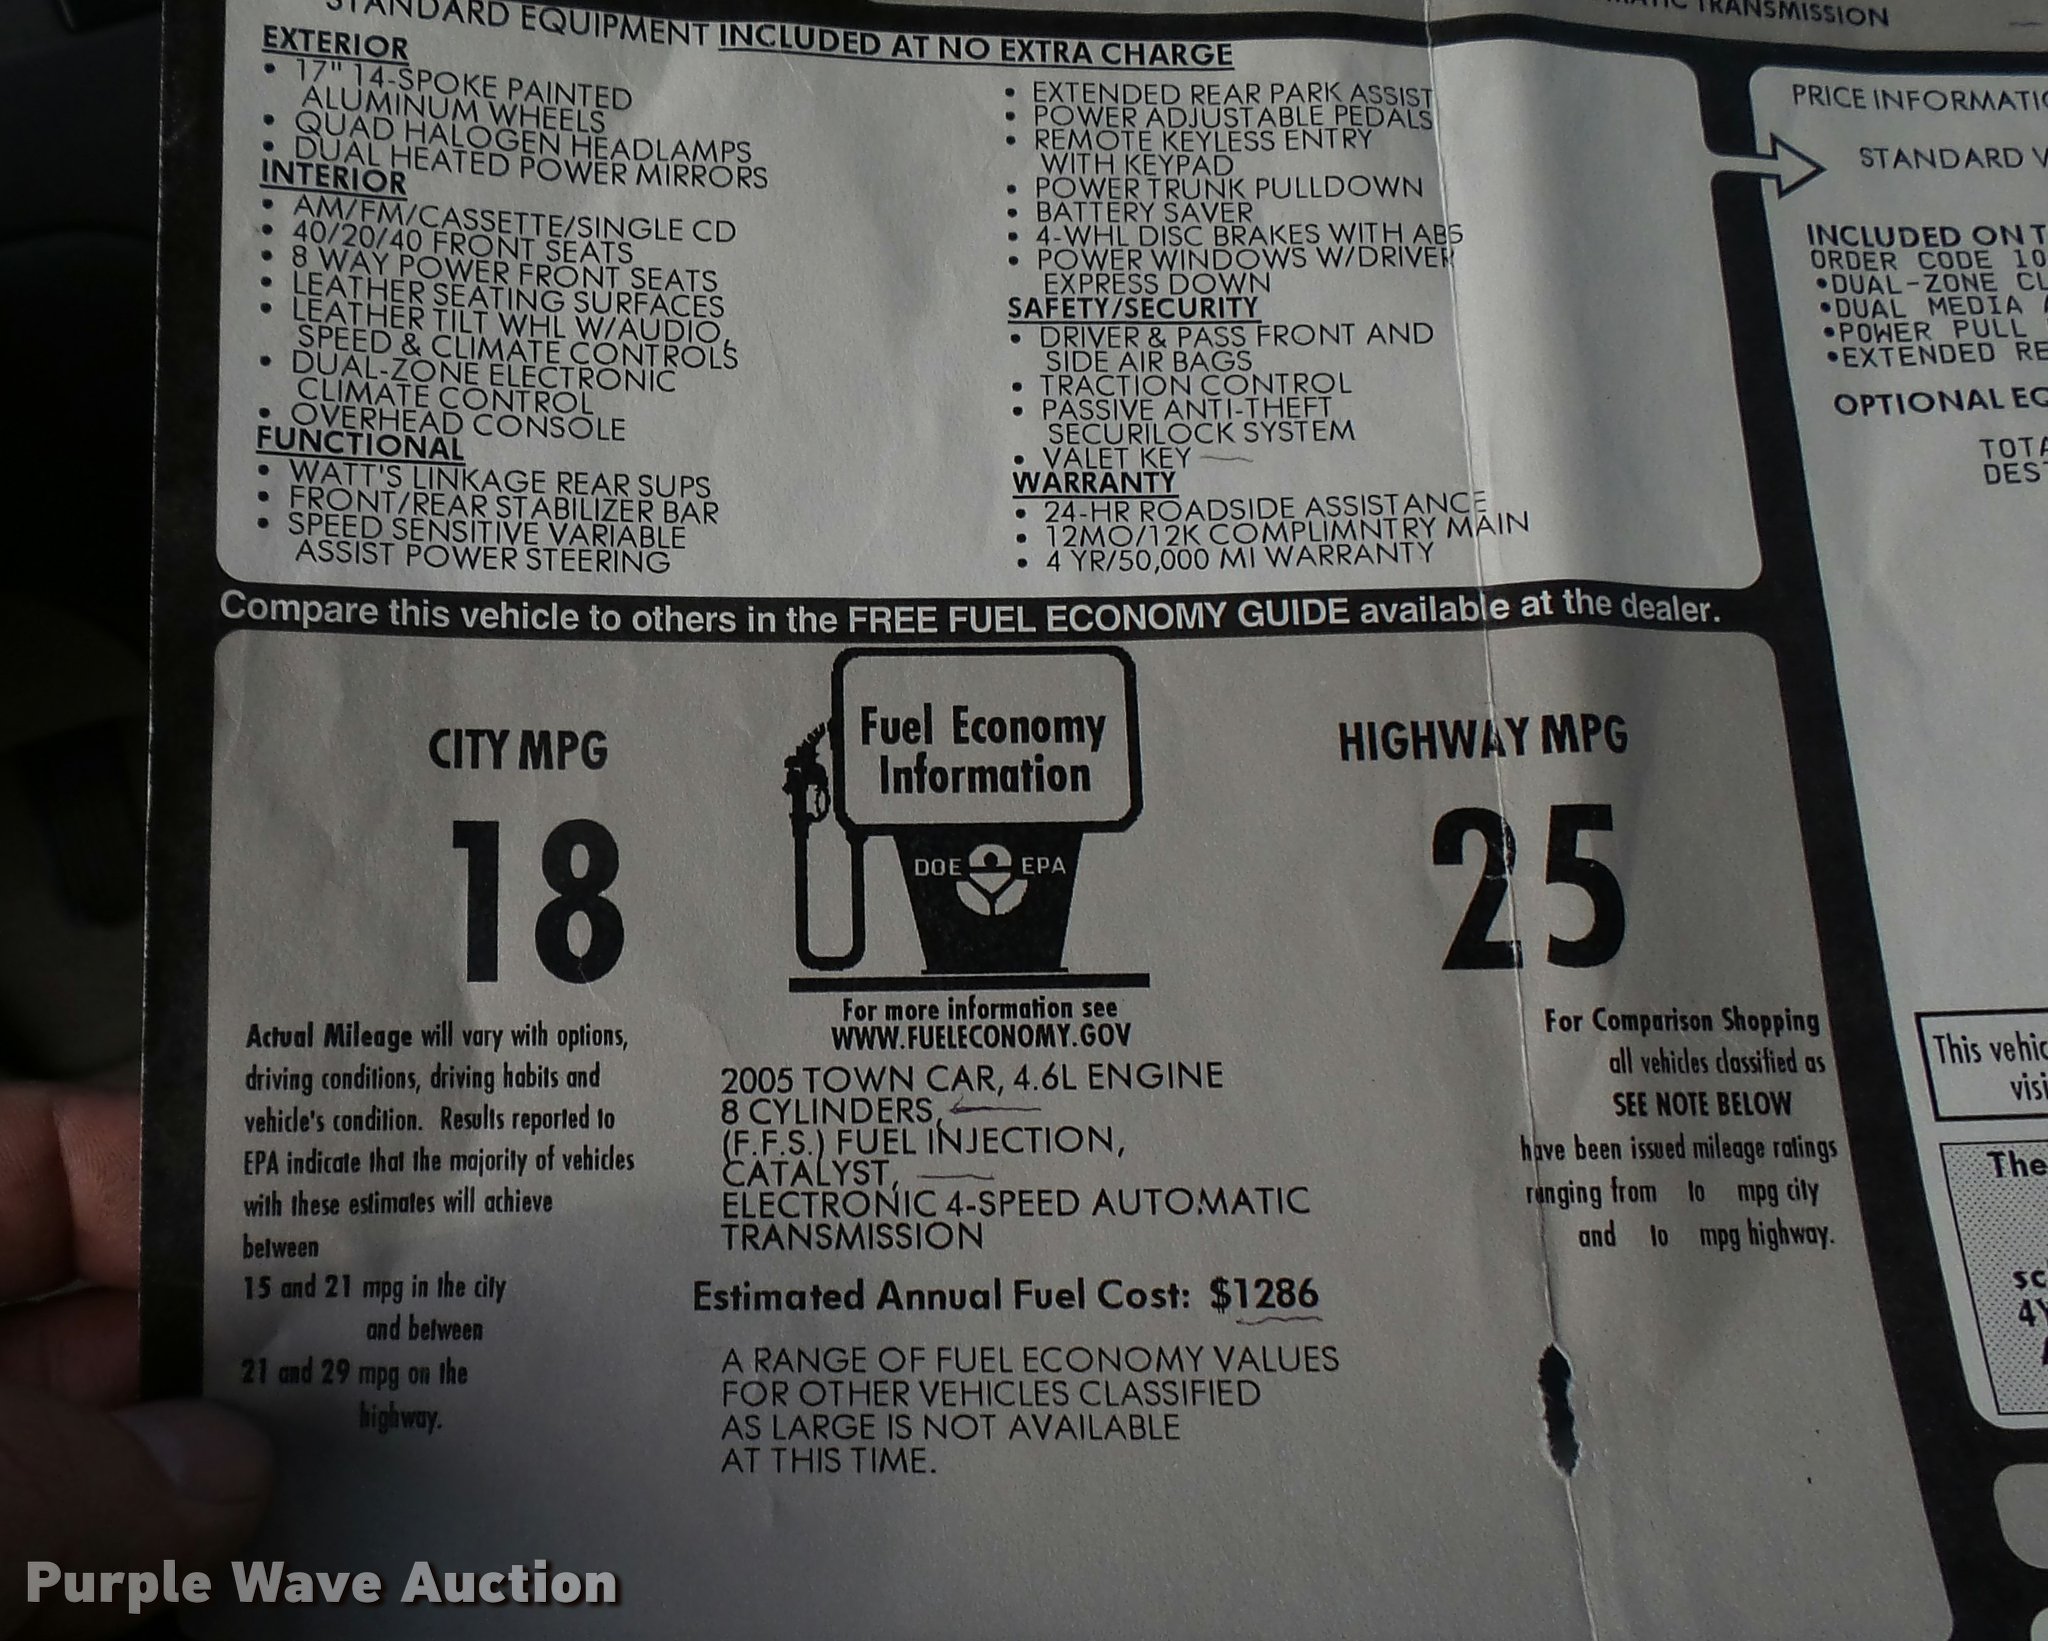 TRANSMISSION
STANDARD EQUIPMENT INCLUDED AT NO EXTRA CHARGE
EXTERIOR
• 17" 14-SPOKE PAINTED
ALUMINUM WHEELS
• QUAD HALOGEN HEADLAMPS
• DUAL HEATED POWER MIRRORS
INTERIOR
• AM/FM/CASSETTE/SINGLE CD
• 40/20/40 FRONT SEATS
• 8 WAY POWER FRONT SEATS
• LEATHER SEATING SURFACES
• LEATHER TILT WHL W/AUDIO,
SPEED & CLIMATE CONTROLS
• DUAL-ZONE ELECTRONIC
CLIMATE CONTROL
• OVERHEAD CONSOLE
FUNCTIONAL
• WATT'S LINKAGE REAR SUPS
• FRONT/REAR STABILIZER BAR
• SPEED SENSITIVE VARIABLE
ASSIST POWER STEERING
• EXTENDED REAR PARK ASSIST
• POWER ADJUSTABLE PEDALS
• REMOTE KEYLESS ENTRY
WITH KEYPAD
• POWER TRUNK PULLDOWN
• BATTERY SAVER
• 4-WHL DISC BRAKES WITH ABS
• POWER WINDOWS W/DRIVER
EXPRESS DOWN
SAFETY/SECURITY
• DRIVER & PASS FRONT AND
SIDE AIR BAGS
• TRACTION CONTROL
• PASSIVE ANTI-THEFT
SECURILOCK SYSTEM
• VALET KEY
WARRANTY
• 24-HR ROADSIDE ASSISTANCE
• 12MO/12K COMPLIMNTRY MAIN
• 4 YR/50,000 MI WARRANTY
PRICE INFORMATIO
STANDARD V
INCLUDED ON T
ORDER CODE 10
•DUAL-ZONE CL
•DUAL MEDIA
•POWER PULL
•EXTENDED RE
OPTIONAL EQ
TOTA
DEST
Compare this vehicle to others in the FREE FUEL ECONOMY GUIDE available at the dealer.
CITY MPG
18
Fuel Economy
Information
DOE EPA
HIGHWAY MPG
25
For more information see
WWW.FUELECONOMY.GOV
Actual Mileage will vary with options,
driving conditions, driving habits and
vehicle's condition. Results reported to
EPA indicate that the majority of vehicles
with these estimates will achieve
between
15 and 21 mpg in the city
and between
21 and 29 mpg on the
highway.
2005 TOWN CAR, 4.6L ENGINE
8 CYLINDERS,
(F.F.S.) FUEL INJECTION,
CATALYST,
ELECTRONIC 4-SPEED AUTOMATIC
TRANSMISSION
Estimated Annual Fuel Cost: $1286
A RANGE OF FUEL ECONOMY VALUES
FOR OTHER VEHICLES CLASSIFIED
AS LARGE IS NOT AVAILABLE
AT THIS TIME.
For Comparison Shopping
all vehicles classified as
SEE NOTE BELOW
have been issued mileage ratings
ranging from to mpg city
and to mpg highway.
This vehic
visi
The
sc
4Y
Purple Wave Auction